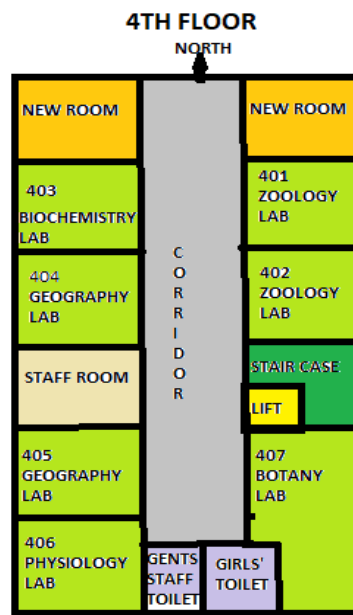 4TH FLOOR
NORTH
NEW ROOM
NEW ROOM
403
BIOCHEMISTRY
LAB
401
ZOOLOGY
LAB
404
GEOGRAPHY
LAB
402
ZOOLOGY
LAB
CORRIDOR
STAFF ROOM
STAIR CASE
LIFT
405
GEOGRAPHY
LAB
407
BOTANY
LAB
406
PHYSIOLOGY
LAB
GENTS
STAFF
TOILET
GIRLS'
TOILET